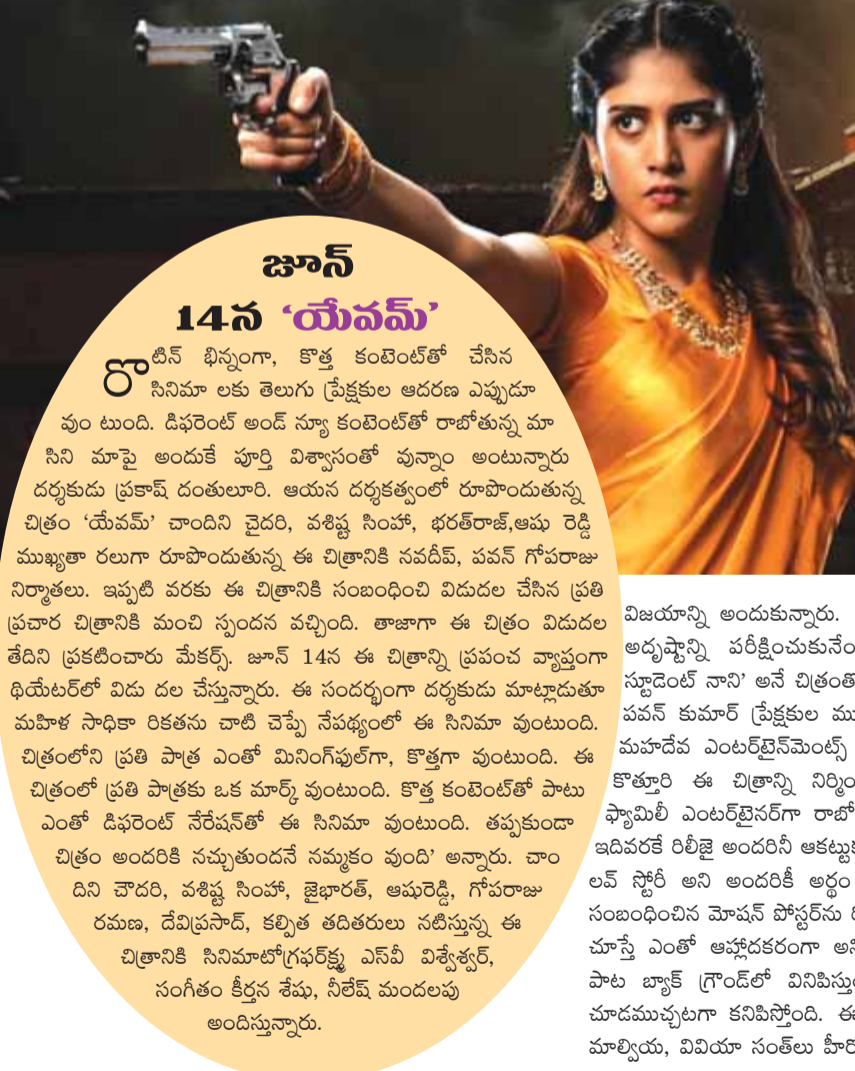 జూన్
14న ‘యేవమ్’
రొటిన్ భిన్నంగా, కొత్త కంటెంట్‌తో చేసిన
సినిమా లకు తెలుగు ప్రేక్షకుల ఆదరణ ఎప్పుడూ
వుం టుంది. డిఫరెంట్ అండ్ న్యూ కంటెంట్‌తో రాబోతున్న మా
సిని మాపై అందుకే పూర్తి విశ్వాసంతో వున్నాం అంటున్నారు
దర్శకుడు ప్రకాష్ దంతులూరి. ఆయన దర్శకత్వంలో రూపొందుతున్న
చిత్రం ‘యేవమ్’ చాందిని చైదరి, వశిష్ట సింహా, భరత్‌రాజ్,ఆషు రెడ్డి
ముఖ్యతా రలుగా రూపొందుతున్న ఈ చిత్రానికి నవదీప్, పవన్ గోపరాజు
నిర్మాతలు. ఇప్పటి వరకు ఈ చిత్రానికి సంబంధించి విడుదల చేసిన ప్రతి
ప్రచార చిత్రానికి మంచి స్పందన వచ్చింది. తాజాగా ఈ చిత్రం విడుదల
తేదిని ప్రకటించారు మేకర్స్. జూన్ 14న ఈ చిత్రాన్ని ప్రపంచ వ్యాప్తంగా
థియేటర్‌లో విడు దల చేస్తున్నారు. ఈ సందర్భంగా దర్శకుడు మాట్లాడుతూ
మహిళ సాధికా రికతను చాటి చెప్పే నేపథ్యంలో ఈ సినిమా వుంటుంది.
చిత్రంలోని ప్రతి పాత్ర ఎంతో మినింగ్‌ఫుల్‌గా, కొత్తగా వుంటుంది. ఈ
చిత్రంలో ప్రతి పాత్రకు ఒక మార్క్ వుంటుంది. కొత్త కంటెంట్‌తో పాటు
ఎంతో డిఫరెంట్ నేరేషన్‌తో ఈ సినిమా వుంటుంది. తప్పకుండా
చిత్రం అందరికి నచ్చుతుందనే నమ్మకం వుంది’ అన్నారు. చాం
దిని చౌదరి, వశిష్ట సింహా, జైభారత్, ఆషురెడ్డి, గోపరాజు
రమణ, దేవిప్రసాద్, కల్పిత తదితరులు నటిస్తున్న ఈ
చిత్రానికి సినిమాటోగ్రఫర్‌క్ష్మ ఎస్‌వీ విశ్వేశ్వర్,
సంగీతం కీర్తన శేషు, నీలేష్ మందలపు
అందిస్తున్నారు.
విజయాన్ని అందుకున్నారు.
అదృష్టాన్ని పరీక్షించుకునేం
స్టూడెంట్ నాని’ అనే చిత్రంత
పవన్ కుమార్ ప్రేక్షకుల ము
మహదేవ ఎంటర్‌టైన్‌మెంట్స్
కొత్తూరి ఈ చిత్రాన్ని నిర్మిం
ఫ్యామిలీ ఎంటర్‌టైనర్‌గా రాబో
ఇదివరకే రిలీజై అందరినీ ఆకట్టుక
లవ్ స్టోరీ అని అందరికీ అర్థం
సంబంధించిన మోషన్ పోస్టర్‌ను
చూస్తే ఎంతో ఆహ్లాదకరంగా అని
పాట బ్యాక్ గ్రౌండ్‌లో వినిపిస్తు
చూడముచ్చటగా కనిపిస్తోంది. ఈ
మాల్వియ, వివియా సంత్‌లు హీరో